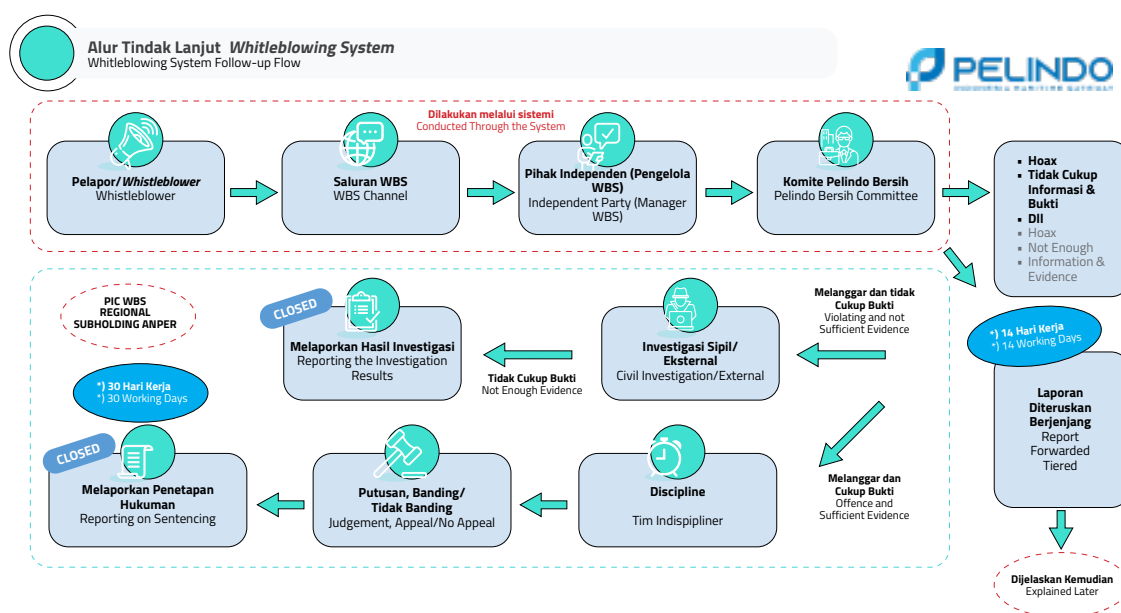 Alur Tindak Lanjut Whitleblowing System
Whitleblowing System Follow-up Flow
PELINDO
Dilakukan melalui sistemi
Conducted Through the System
Pelapor/Whistleblower
Whistleblower
Saluran WBS
WBS Channel
Pihak Independen (Pengelola
WBS)
Independent Party (Manager
WBS)
Komite Pelindo Bersih
Pelindo Bersih Committee
▪ Hoax
▪ Tidak Cukup
Informasi &
Bukti
▪ Dll
▪ Hoax
▪ Not Enough
▪ Information &
Evidence
PIC WBS
REGIONAL
SUBHOLDING ANPER
CLOSED
Melaporkan Hasil Investigasi
Reporting the Investigation
Results
Tidak Cukup Bukti
Not Enough Evidence
Investigasi Sipil/
Eksternal
Civil Investigation/External
Melanggar dan tidak
Cukup Bukti
Violating and not
Sufficient Evidence
*) 14 Hari Kerja
*) 14 Working Days
Laporan
Diteruskan
Berjenjang
Report
Forwarded
Tiered
*) 30 Hari Kerja
*) 30 Working Days
CLOSED
Melaporkan Penetapan
Hukuman
Reporting on Sentencing
Putusan, Banding/
Tidak Banding
Judgement, Appeal/No Appeal
Discipline
Tim Indispipliner
Melanggar dan
Cukup Bukti
Offence and
Sufficient Evidence
Dijelaskan Kemudian
Explained Later